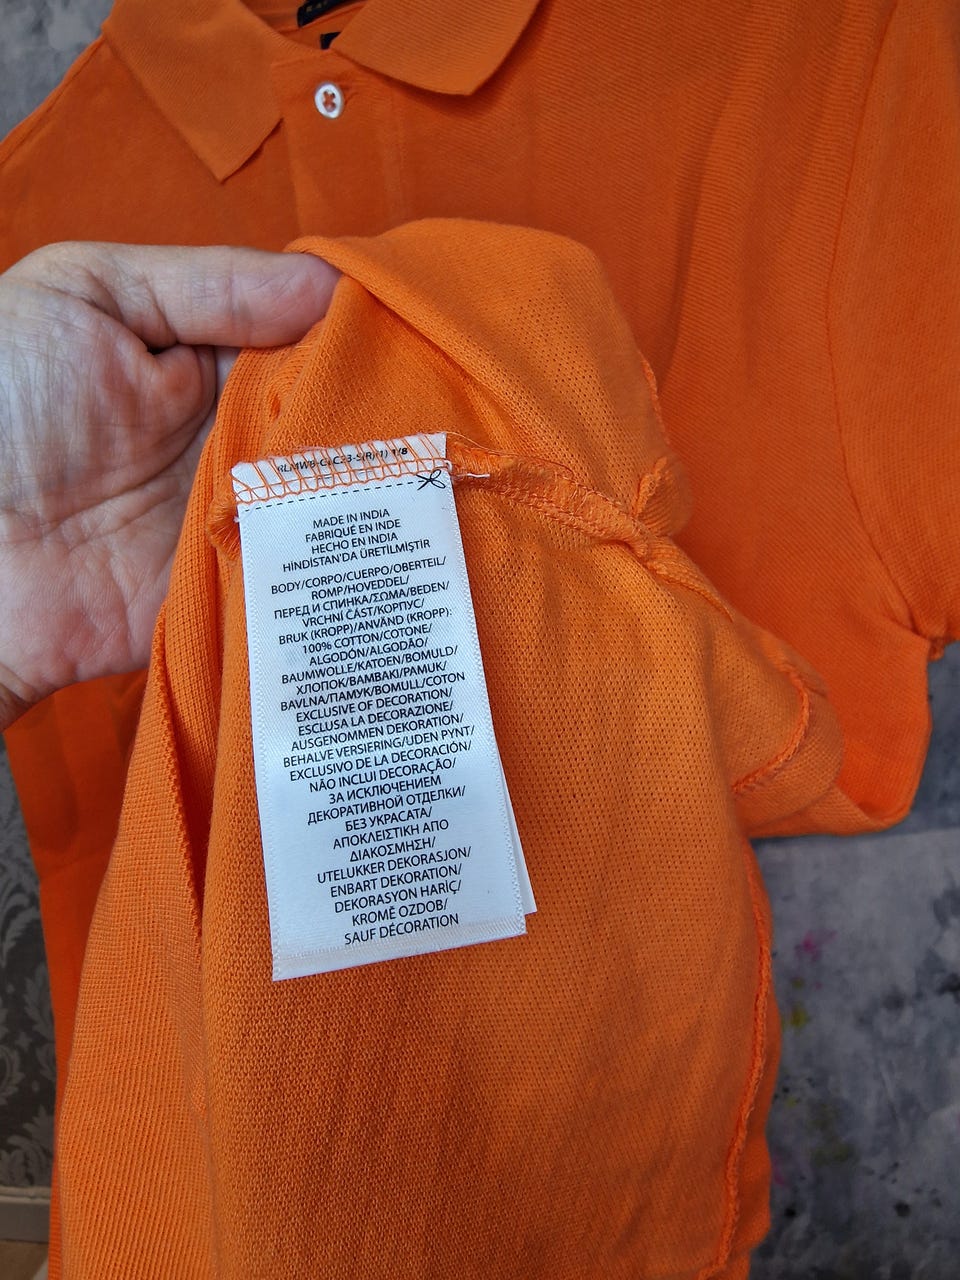 MADE IN INDIA
FABRIQUÉ EN INDE
HECHO EN INDIA
HİNDİSTAN'DA ÜRETİLMİŞTİR
BODY/CORPO/CUERPO/OBERTEIL/
ROMP/HOVEDDEL/
ПЕРЕД И СПИНКА/ΣΩΜΑ/BEDEN/
VRCHNÍ ČÁST/KORPUC/
BRUK (KROPP)/ANVÄND (KROPP):
100% COTTON/COTONE/
ALGODÓN/ALGODÃO/
BAUMWOLLE/KATOEN/BOMULD/
ХЛОПОК/ΒΑΜΒΑΚΙ/PAMUK/
BAVLNA/ПАМУК/BOMULL/COTON
EXCLUSIVE OF DECORATION/
ESCLUSA LA DECORAZIONE/
AUSGENOMMEN DEKORATION/
BEHALVE VERSIERING/UDEN PYNT/
EXCLUSIVO DE LA DECORACIÓN/
NÃO INCLUI DECORAÇÃO/
ЗА ИСКЛЮЧЕНИЕМ
ДЕКОРАТИВНОЙ ОТДЕЛКИ/
БЕЗ УКРАСАТА/
ΑΠΟΚΛΕΙΣΤΙΚΗ ΑΠΟ
ΔΙΑΚΟΣΜΗΣΗ/
UTELUKKER DEKORASJON/
ENBART DEKORATION/
DEKORASYON HARİÇ/
KROMĚ OZDOB/
SAUF DÉCORATION